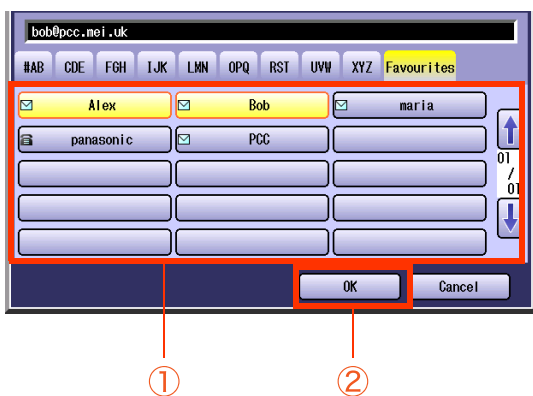 bob@pcc.mei.uk
#AB CDE FGH IJK LMN OPQ RST UVW XYZ Favourites
Alex Bob maria
panasonic PCC
01
/
01
OK Cancel
① ②